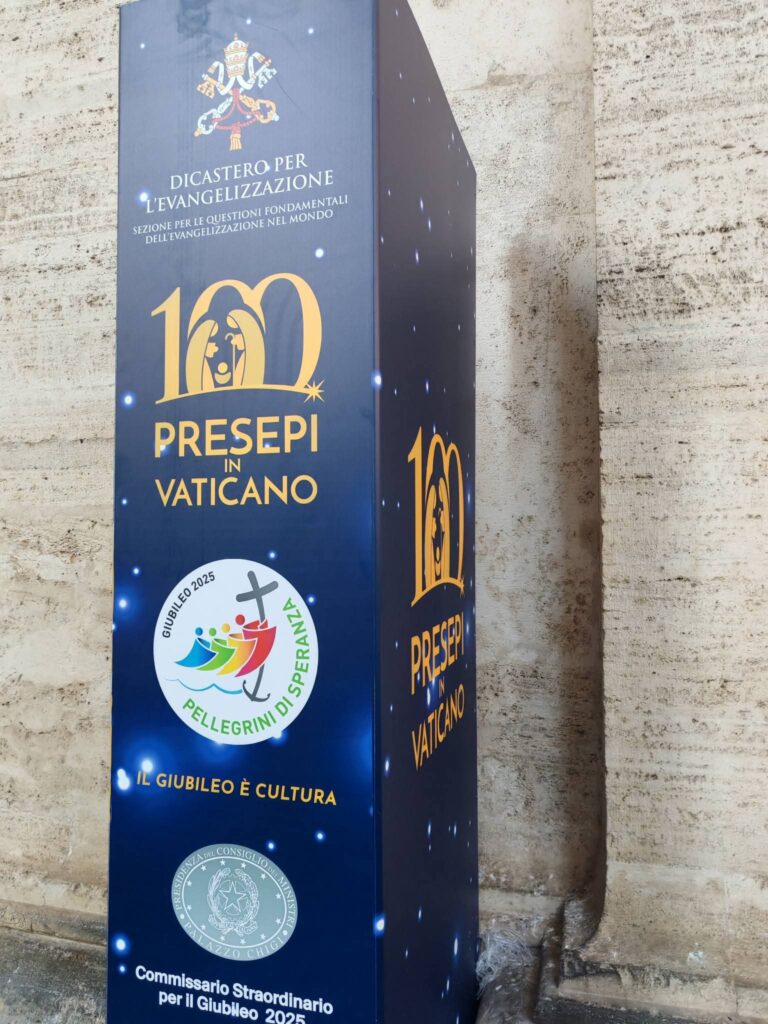 DICASTERO PER
L'EVANGELIZZAZIONE
SEZIONE PER LE QUESTIONI FONDAMENTALI
DELL'EVANGELIZZAZIONE NEL MONDO
100
PRESEPI
IN
VATICANO
GIUBILEO 2025
PELLEGRINI DI SPERANZA
IL GIUBILEO È CULTURA
PRESIDENZA DEL CONSIGLIO DEI MINISTRI
PALAZZO CHIGI
Commissario Straordinario
per il Giubileo 2025
100
PRESEPI
IN
VATICANO